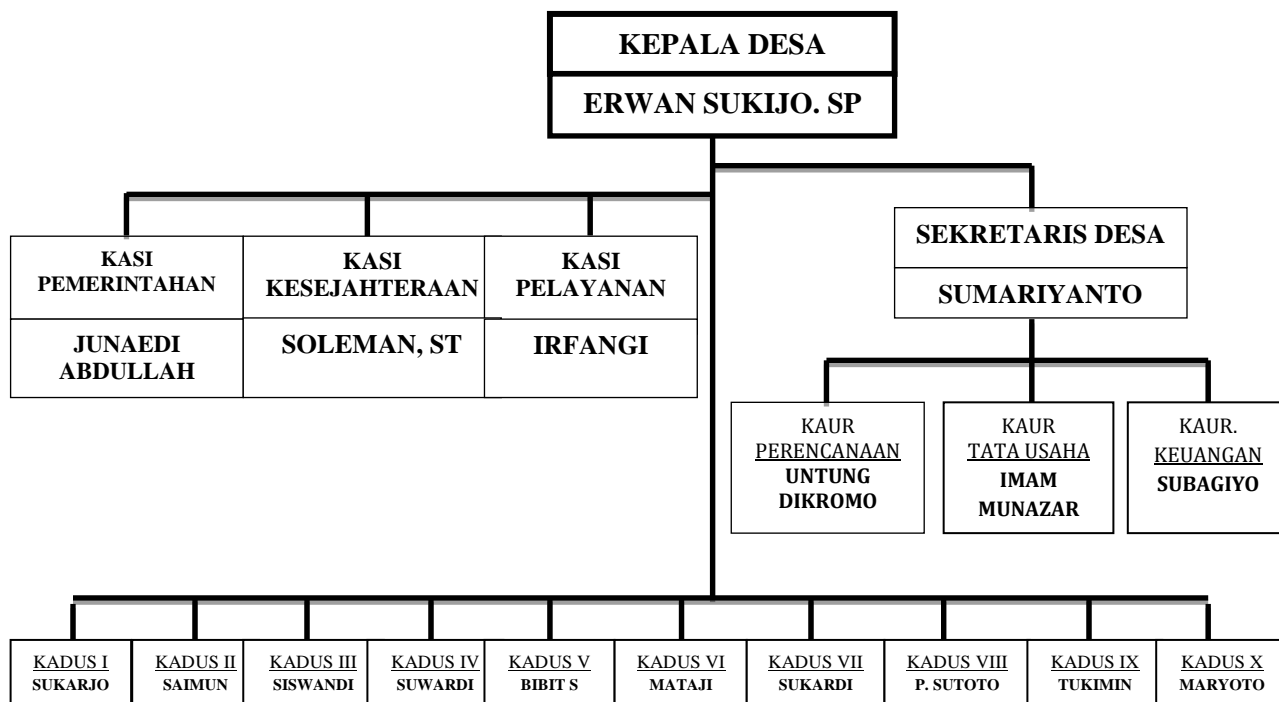 KEPALA DESA
ERWAN SUKIJO. SP
KASI
PEMERINTAHAN
JUNAEDI
ABDULLAH
KASI
KESEJAHTERAAN
SOLEMAN, ST
KASI
PELAYANAN
IRFANGI
SEKRETARIS DESA
SUMARIYANTO
KAUR
PERENCANAAN
UNTUNG
DIKROMO
KAUR
TATA USAHA
IMAM
MUNAZAR
KAUR.
KEUANGAN
SUBAGIYO
KADUS I
SUKARJO
KADUS II
SAIMUN
KADUS III
SISWANDI
KADUS IV
SUWARDI
KADUS V
BIBIT S
KADUS VI
MATAJI
KADUS VII
SUKARDI
KADUS VIII
P. SUTOTO
KADUS IX
TUKIMIN
KADUS X
MARYOTO